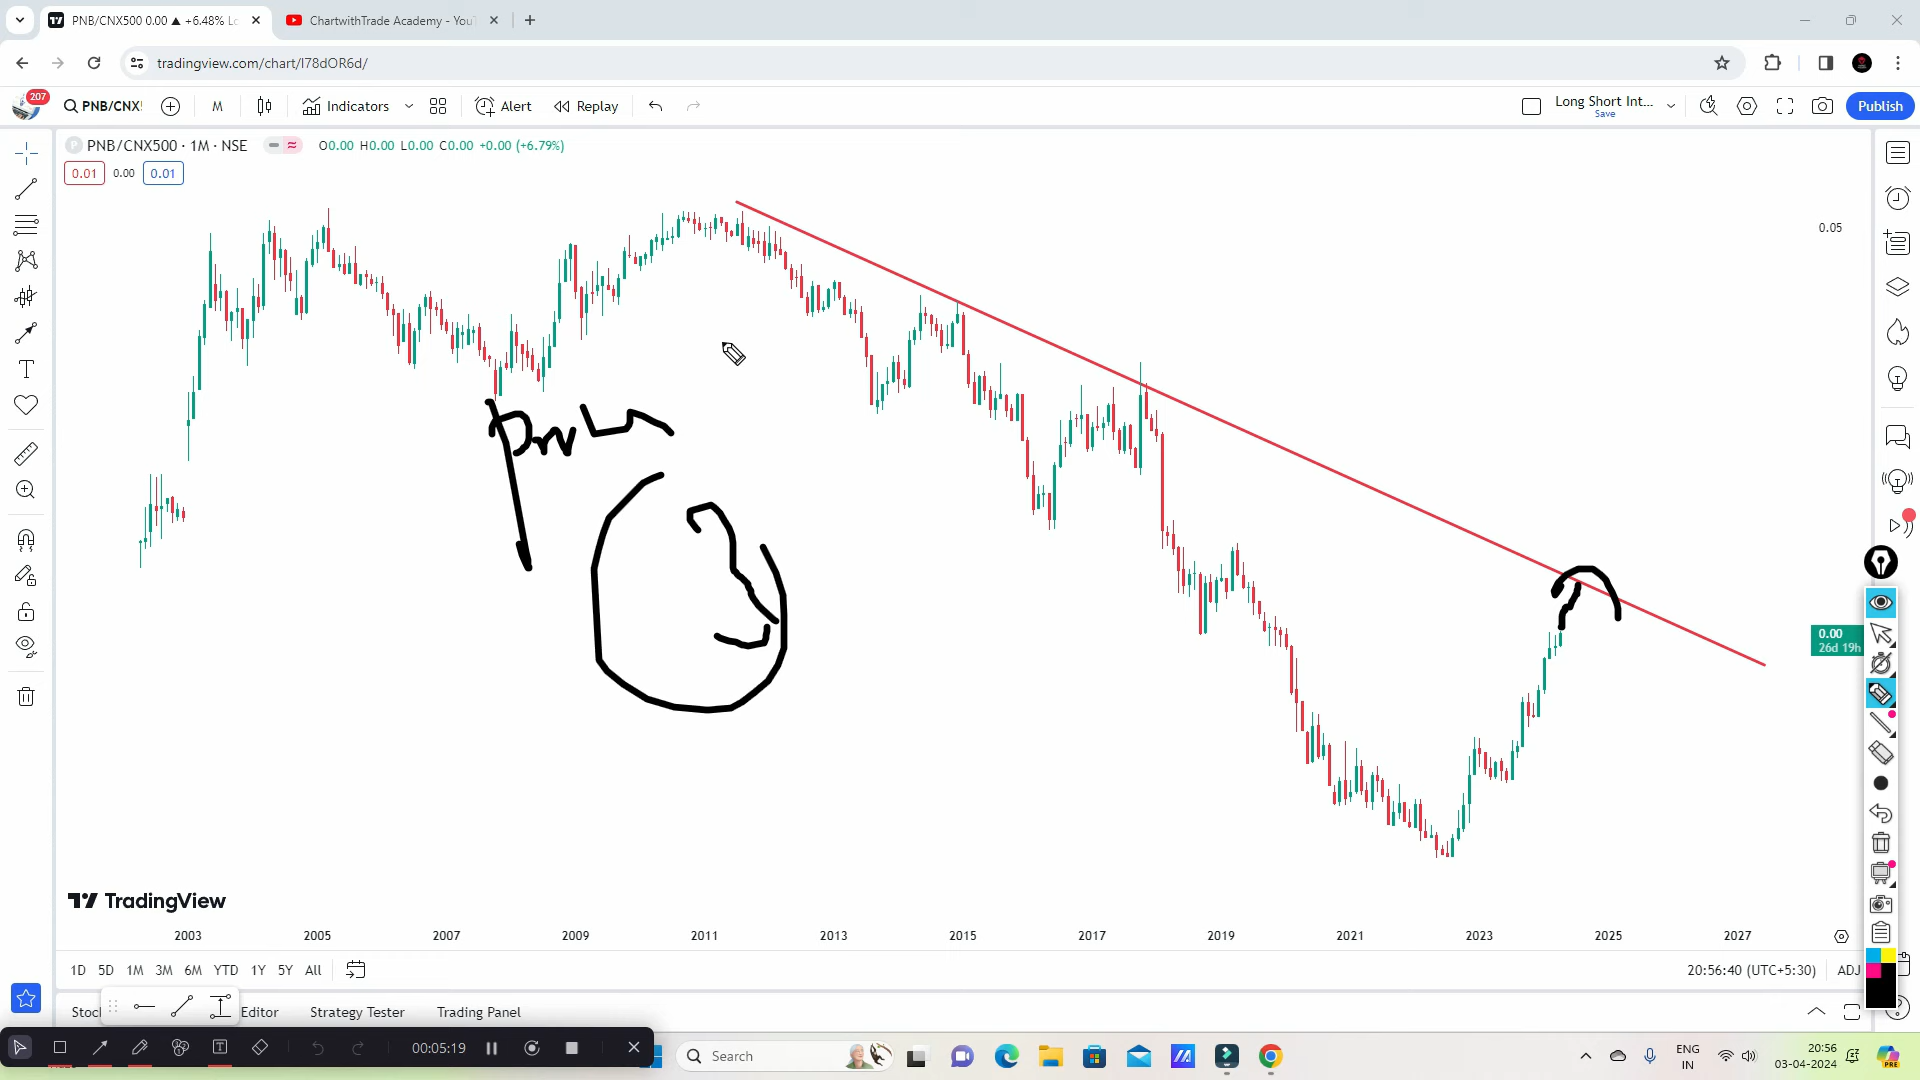 PNB/CNX500 0.00 ▲ +6.48% Lo
ChartwithTrade Academy - YouT
tradingview.com/chart/I78dOR6d/
207
PNB/CNX!
M
Indicators
Alert
Replay
Long Short Int...
Save
Publish
PNB/CNX500 · 1M · NSE
O0.00 H0.00 L0.00 C0.00 +0.00 (+6.79%)
0.01 0.00 0.01
0.05
0.00
26d 19h
TradingView
2003 2005 2007 2009 2011 2013 2015 2017 2019 2021 2023 2025 2027
1D 5D 1M 3M 6M YTD 1Y 5Y All
20:56:40 (UTC+5:30) ADJ
Stoc Editor Strategy Tester Trading Panel
00:05:19
Search
ENG
IN
20:56
03-04-2024
PRE